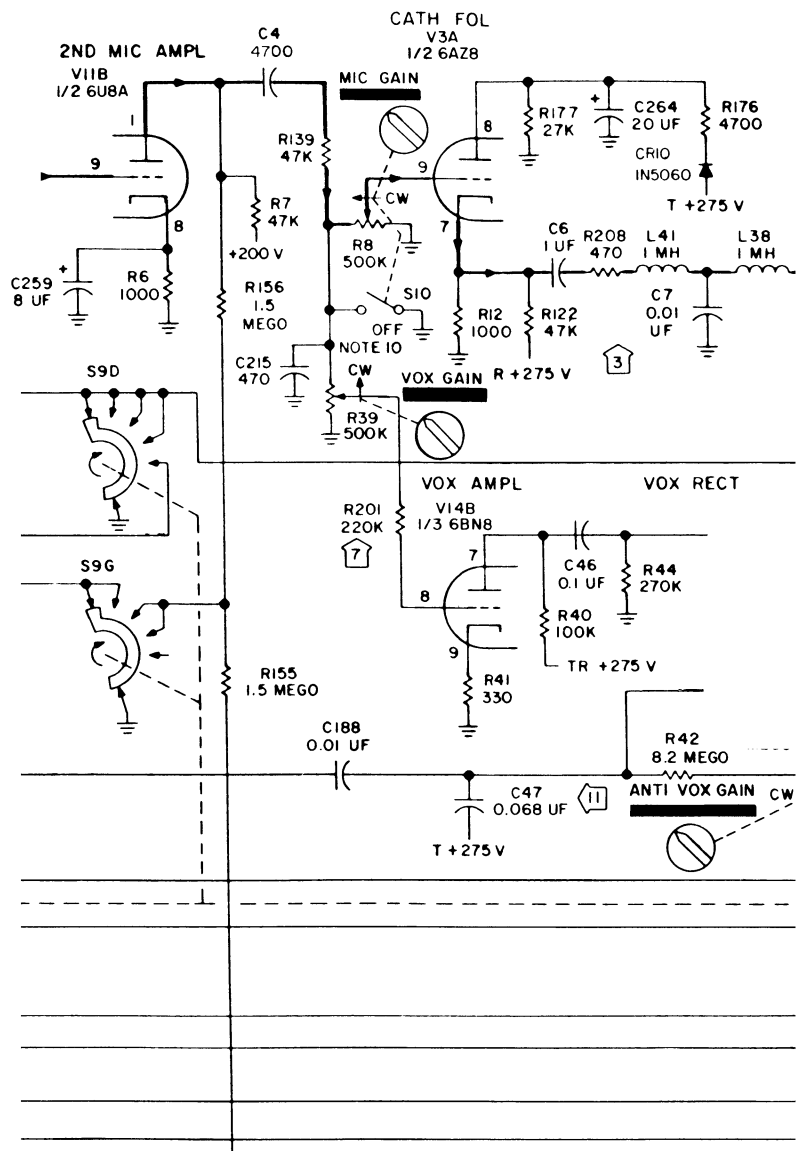 CATH FOL
V3A
1/2 6AZ8
C4
4700
2ND MIC AMPL
V11B
1/2 6U8A
MIC GAIN
1
9
8
R139
47K
8
9
7
R177
27K
+
C264
20 UF
R176
4700
CR10
1N5060
T +275 V
CW
R7
47K
+200 V
R8
500K
C6
1 UF
R208
470
L41
1 MH
L38
1 MH
C259
8 UF
+
R6
1000
R156
1.5
MEGO
S10
OFF
NOTE 10
R12
1000
R122
47K
C7
0.01
UF
3
R +275 V
C215
470
CW
VOX GAIN
R39
500K
S9D
VOX AMPL
VOX RECT
R201
220K
V14B
1/3 6BN8
7
7
8
9
C46
0.1 UF
R44
270K
S9G
R40
100K
TR +275 V
R41
330
R155
1.5 MEGO
C188
0.01 UF
R42
8.2 MEGO
C47
0.068 UF
11
ANTI VOX GAIN
CW
T +275 V